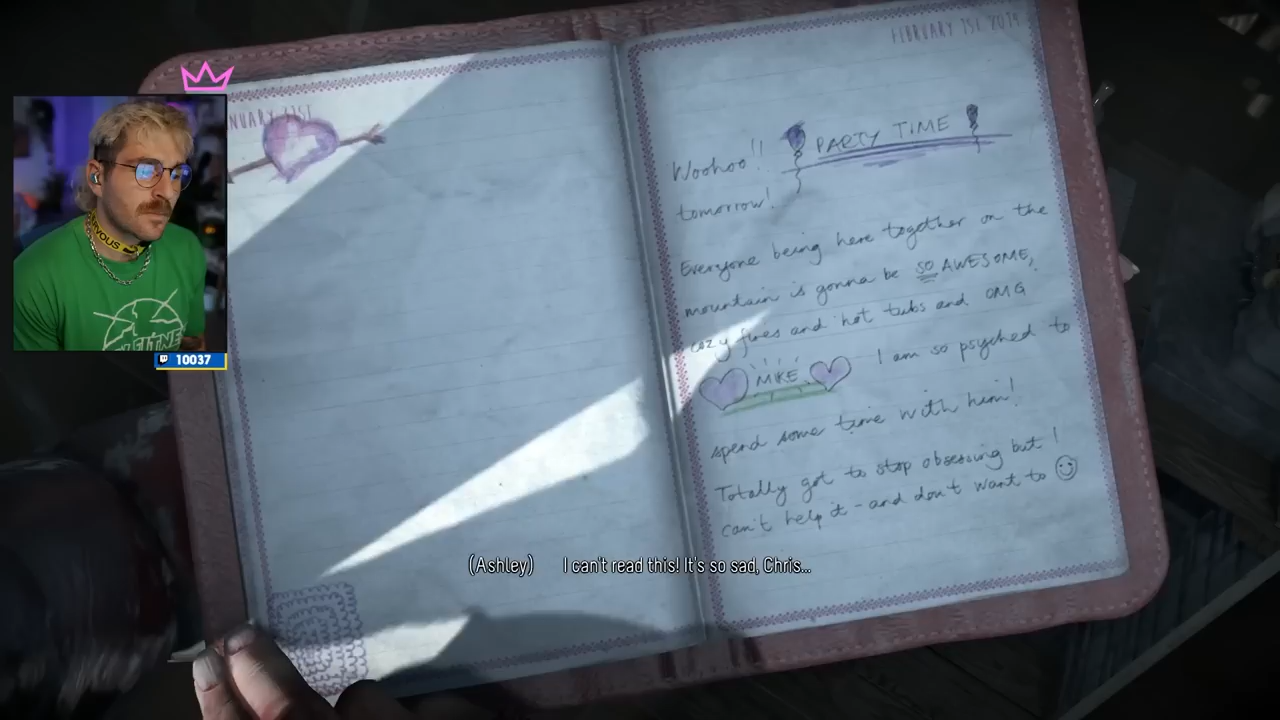 FEBRUARY 1ST 2014
Woohoo!! PARTY TIME
tomorrow!
Everyone being here together on the
mountain is gonna be SO AWESOME,
cozy fires and hot tubs and OMG
MIKE I am so psyched to
spend some time with him!
Totally got to stop obsessing but I
can't help it - and don't want to
VOUS
10037
(Ashley) I can't read this! It's so sad, Chris...